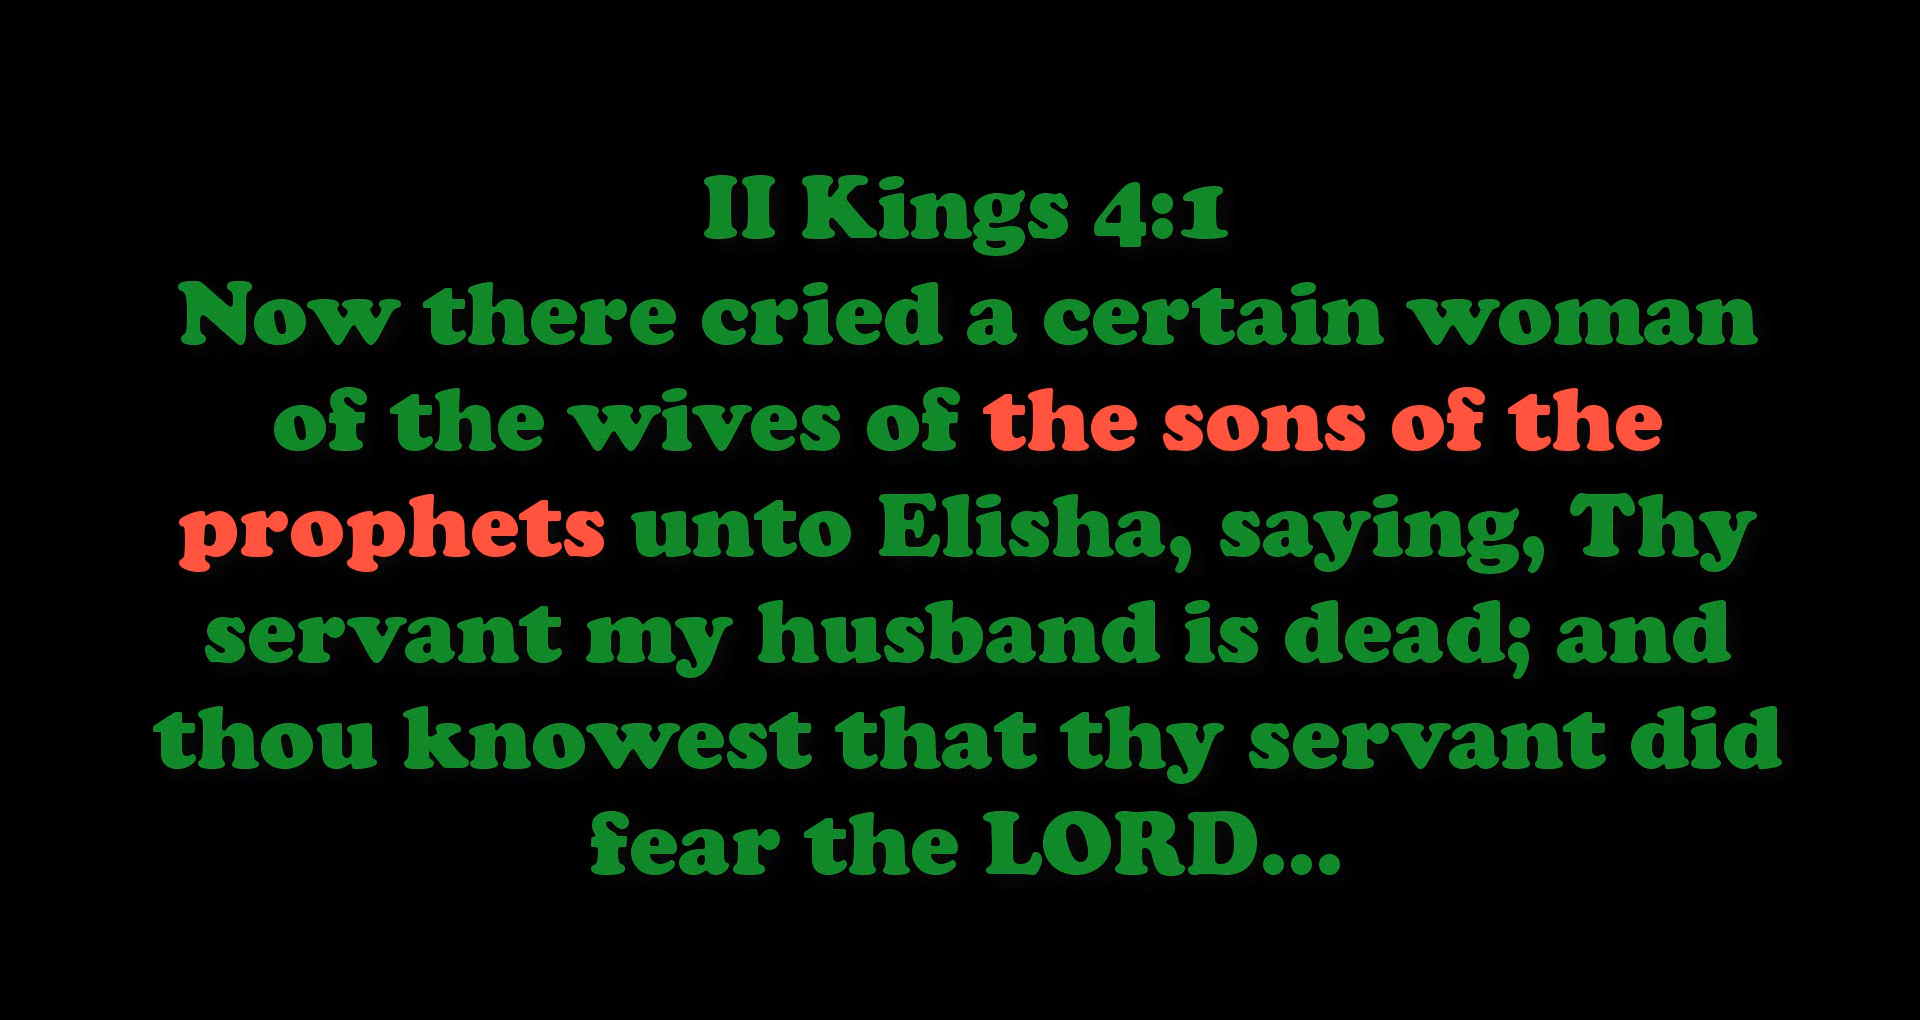 II Kings 4:1
Now there cried a certain woman
of the wives of the sons of the
prophets unto Elisha, saying, Thy
servant my husband is dead; and
thou knowest that thy servant did
fear the LORD...